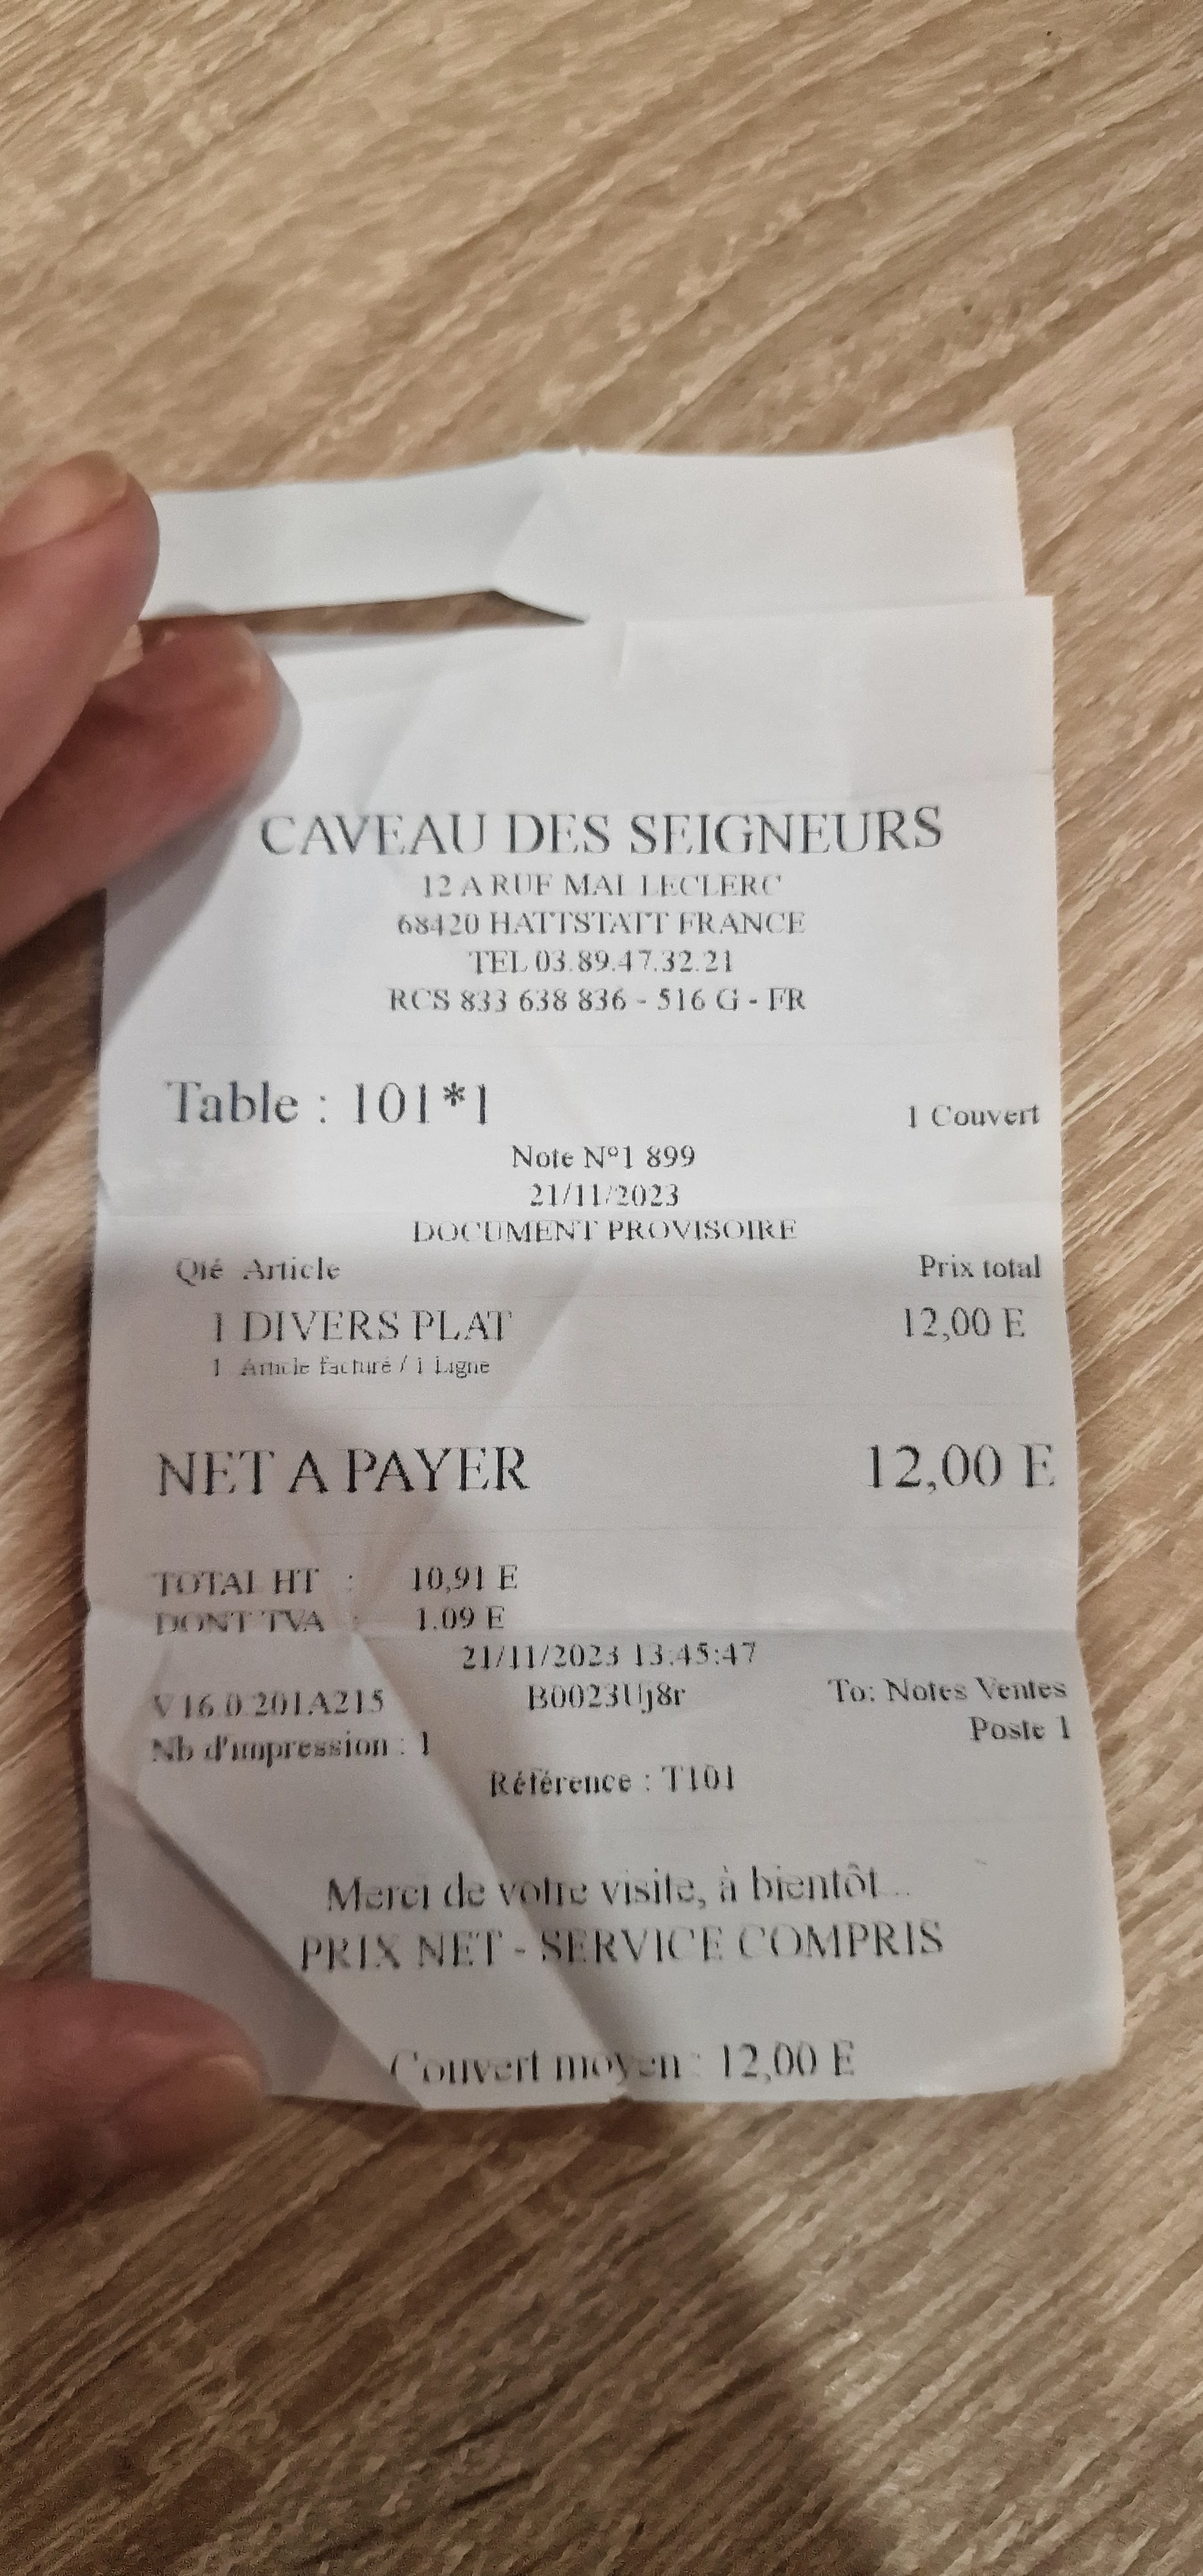 CAVEAU DES SEIGNEURS
12 A RUE MAL LECLERC
68420 HATTSTATT FRANCE
TEL 03.89.47.32.21
RCS 833 638 836 - 516 G - FR
Table : 101*1 1 Couvert
Note N°1 899
21/11/2023
DOCUMENT PROVISOIRE
Qté Article Prix total
1 DIVERS PLAT 12,00 E
1 Article facturé / 1 Ligne
NET A PAYER 12,00 E
TOTAL HT : 10,91 E
DONT TVA : 1.09 E
21/11/2023 13:45:47
V16.0.201A215 B0023Uj8r To: Notes Ventes
Nb d'impression : 1 Poste 1
Référence : T101
Merci de votre visite, à bientôt...
PRIX NET - SERVICE COMPRIS
Couvert moyen : 12,00 E